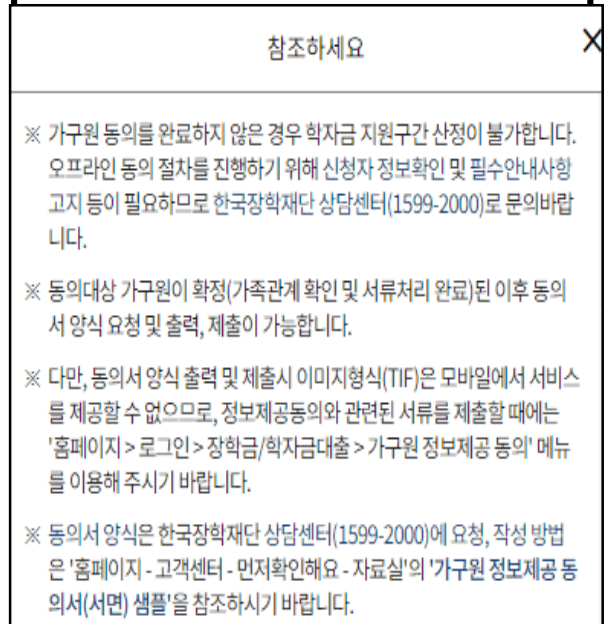 참조하세요 X
※ 가구원 동의를 완료하지 않은 경우 학자금 지원구간 산정이 불가합니다.
오프라인 동의 절차를 진행하기 위해 신청자 정보확인 및 필수안내사항
고지 등이 필요하므로 한국장학재단 상담센터(1599-2000)로 문의바랍
니다.
※ 동의대상 가구원이 확정(가족관계 확인 및 서류처리 완료)된 이후 동의
서 양식 요청 및 출력, 제출이 가능합니다.
※ 다만, 동의서 양식 출력 및 제출시 이미지형식(TIF)은 모바일에서 서비스
를 제공할 수 없으므로, 정보제공동의와 관련된 서류를 제출할 때에는
'홈페이지 > 로그인 > 장학금/학자금대출 > 가구원 정보제공 동의' 메뉴
를 이용해 주시기 바랍니다.
※ 동의서 양식은 한국장학재단 상담센터(1599-2000)에 요청, 작성 방법
은 '홈페이지 - 고객센터 - 먼저확인해요 - 자료실'의 '가구원 정보제공 동
의서(서면) 샘플'을 참조하시기 바랍니다.